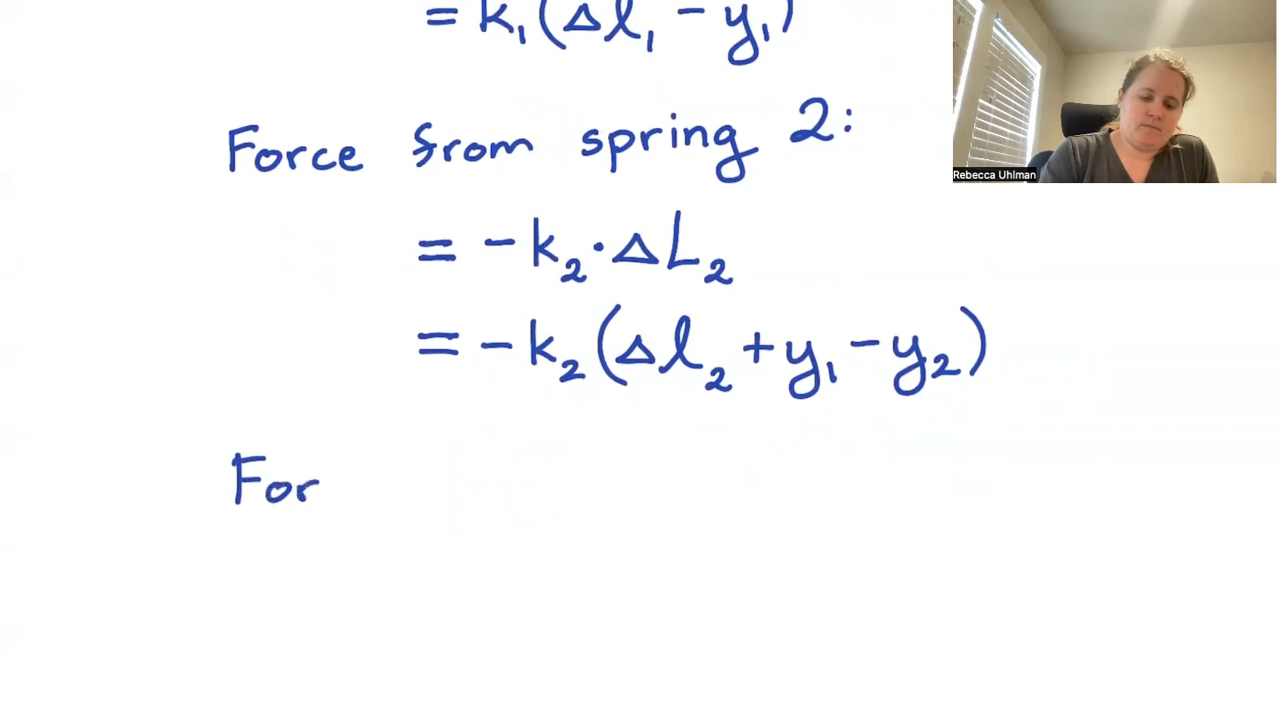 = k₁(Δl₁ - y₁)
Force from spring 2:
Rebecca Uhlman
= -k₂·ΔL₂
= -k₂(Δl₂ + y₁ - y₂)
For